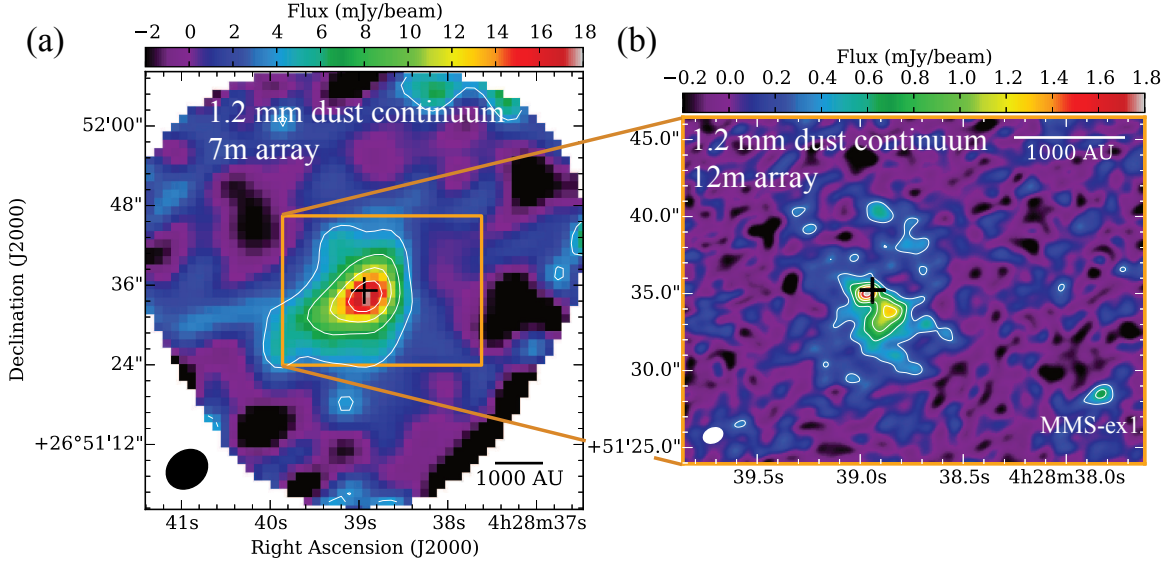 (a)
Flux (mJy/beam)
−2 0 2 4 6 8 10 12 14 16 18
1.2 mm dust continuum
7m array
52'00"
48"
36"
24"
+26°51'12"
Declination (J2000)
1000 AU
41s 40s 39s 38s 4h28m37s
Right Ascension (J2000)
(b)
Flux (mJy/beam)
−0.2 0.0 0.2 0.4 0.6 0.8 1.0 1.2 1.4 1.6 1.8
1.2 mm dust continuum
12m array
1000 AU
45.0"
40.0"
35.0"
30.0"
+51'25.0"
MMS-ex1
39.5s 39.0s 38.5s 4h28m38.0s